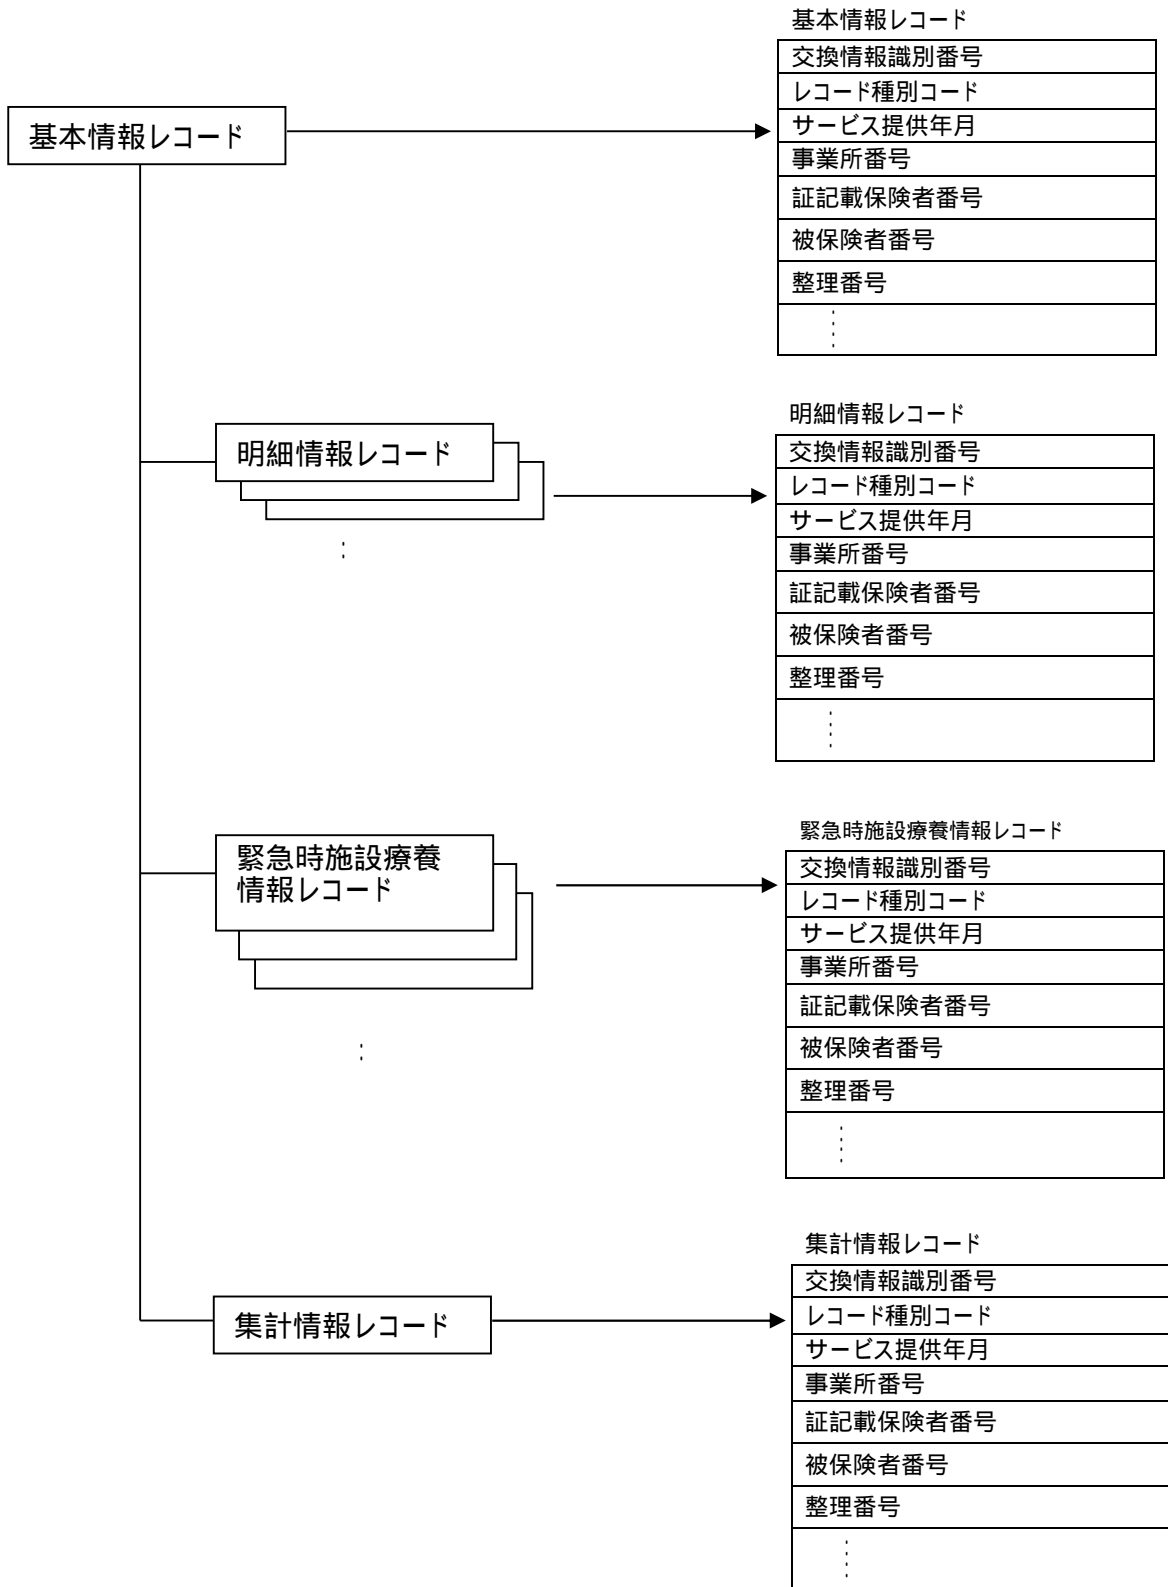 基本情報レコード
基本情報レコード
交換情報識別番号
レコード種別コード
サービス提供年月
事業所番号
証記載保険者番号
被保険者番号
整理番号
明細情報レコード
明細情報レコード
交換情報識別番号
レコード種別コード
サービス提供年月
事業所番号
証記載保険者番号
被保険者番号
整理番号
緊急時施設療養
情報レコード
緊急時施設療養情報レコード
交換情報識別番号
レコード種別コード
サービス提供年月
事業所番号
証記載保険者番号
被保険者番号
整理番号
集計情報レコード
集計情報レコード
交換情報識別番号
レコード種別コード
サービス提供年月
事業所番号
証記載保険者番号
被保険者番号
整理番号